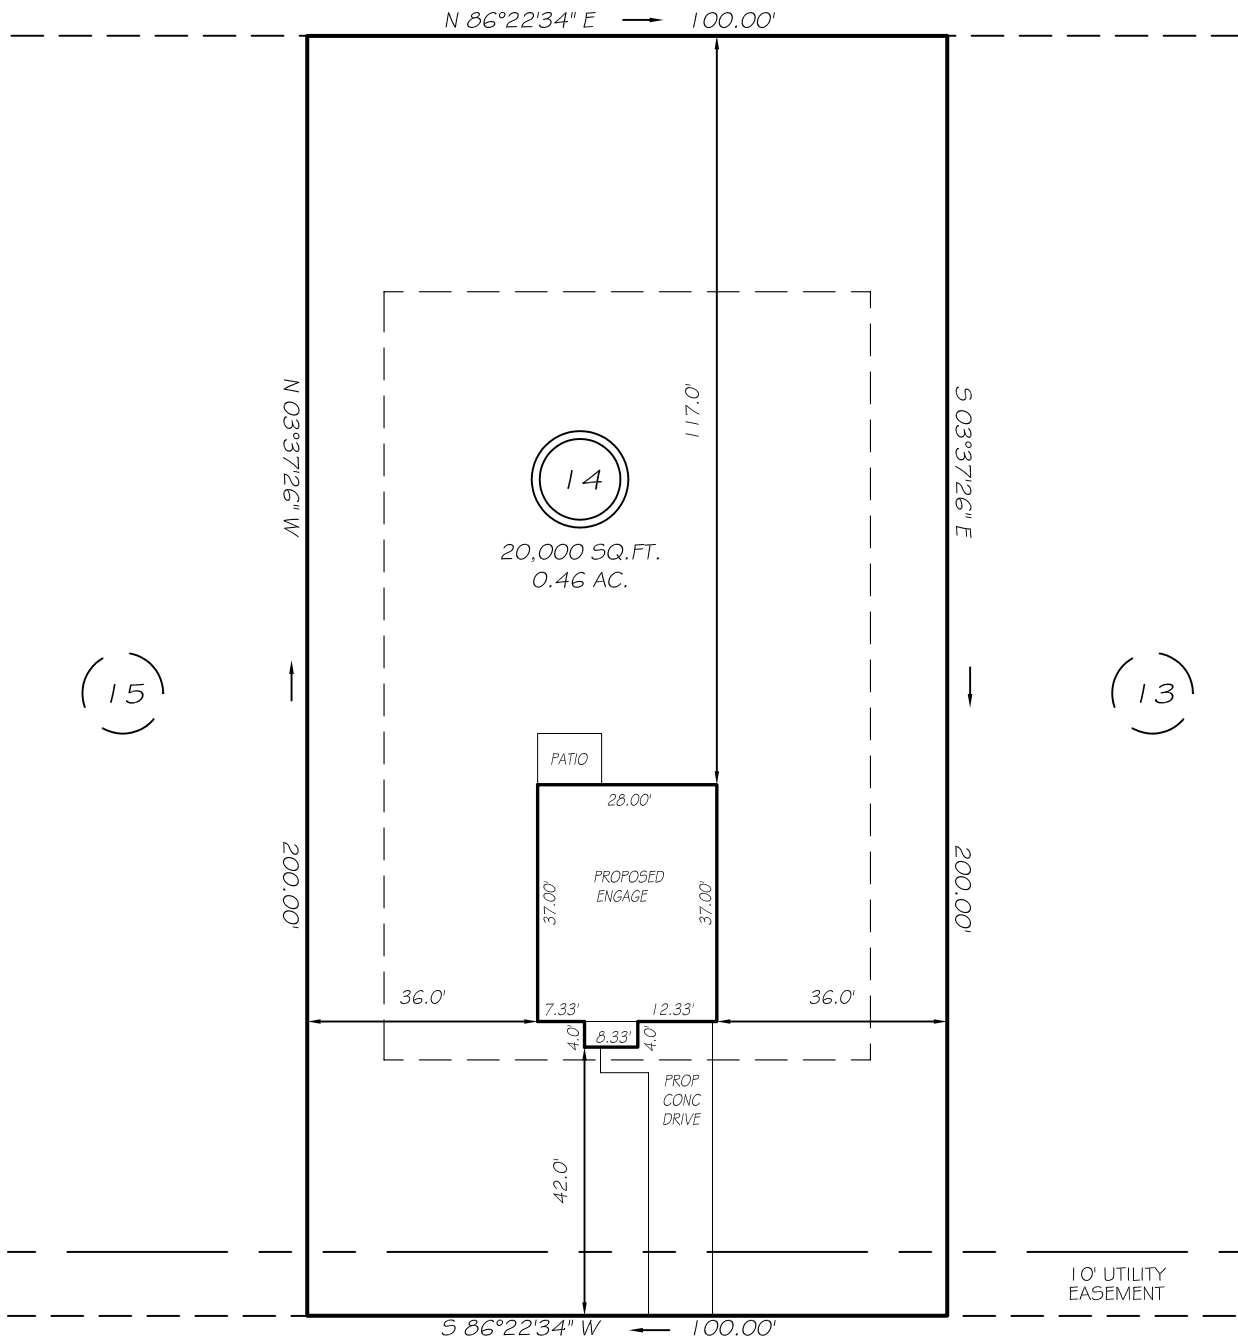 N 86°22'34" E 100.00'
N 03°37'26" W
200.00'
S 03°37'26" E
200.00'
117.0'
14
20,000 SQ.FT.
0.46 AC.
15
13
PATIO
28.00'
PROPOSED
ENGAGE
37.00'
37.00'
36.0'
7.33'
12.33'
36.0'
4.0'
8.33'
4.0'
PROP
CONC
DRIVE
42.0'
10' UTILITY
EASEMENT
S 86°22'34" W 100.00'